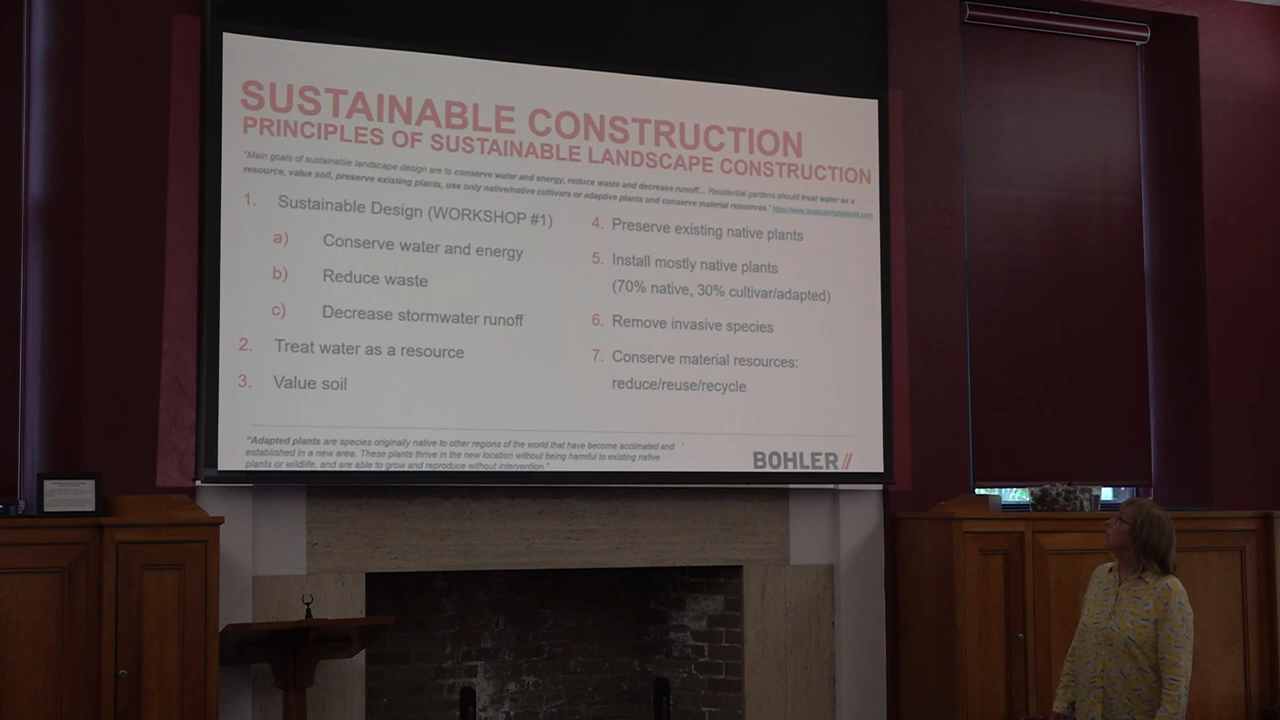 SUSTAINABLE CONSTRUCTION
PRINCIPLES OF SUSTAINABLE LANDSCAPE CONSTRUCTION
"Main goals of sustainable landscape design are to conserve water and energy, reduce waste and decrease runoff... Residential gardens should treat water as a
resource, value soil, preserve existing plants, use only native/native cultivars or adaptive plants and conserve material resources."
1. Sustainable Design (WORKSHOP #1)
a) Conserve water and energy
b) Reduce waste
c) Decrease stormwater runoff
2. Treat water as a resource
3. Value soil
4. Preserve existing native plants
5. Install mostly native plants
(70% native, 30% cultivar/adapted)
6. Remove invasive species
7. Conserve material resources:
reduce/reuse/recycle
"Adapted plants are species originally native to other regions of the world that have become acclimated and
established in a new area. These plants thrive in the new location without being harmful to existing native
plants or wildlife, and are able to grow and reproduce without intervention."
BOHLER//